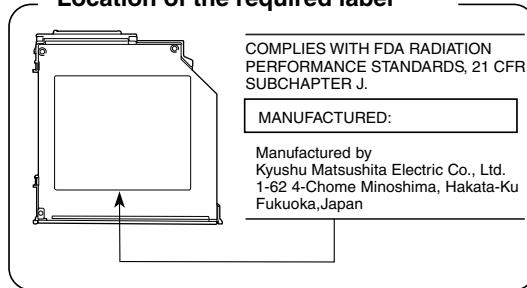 Location of the required label
COMPLIES WITH FDA RADIATION
PERFORMANCE STANDARDS, 21 CFR
SUBCHAPTER J.
MANUFACTURED:
Manufactured by
Kyushu Matsushita Electric Co., Ltd.
1-62 4-Chome Minoshima, Hakata-Ku
Fukuoka,Japan